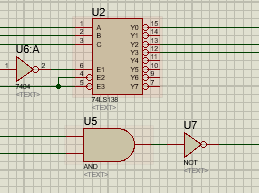 U2
1 A Y0 15
2 B Y1 14
3 C Y2 13
Y3 12
U6:A Y4 11
6 E1 Y5 10
1 2 4 E2 Y6 9
5 E3 Y7 7
7404 74LS138
<TEXT> <TEXT>
U5 U7
AND NOT
<TEXT> <TEXT>